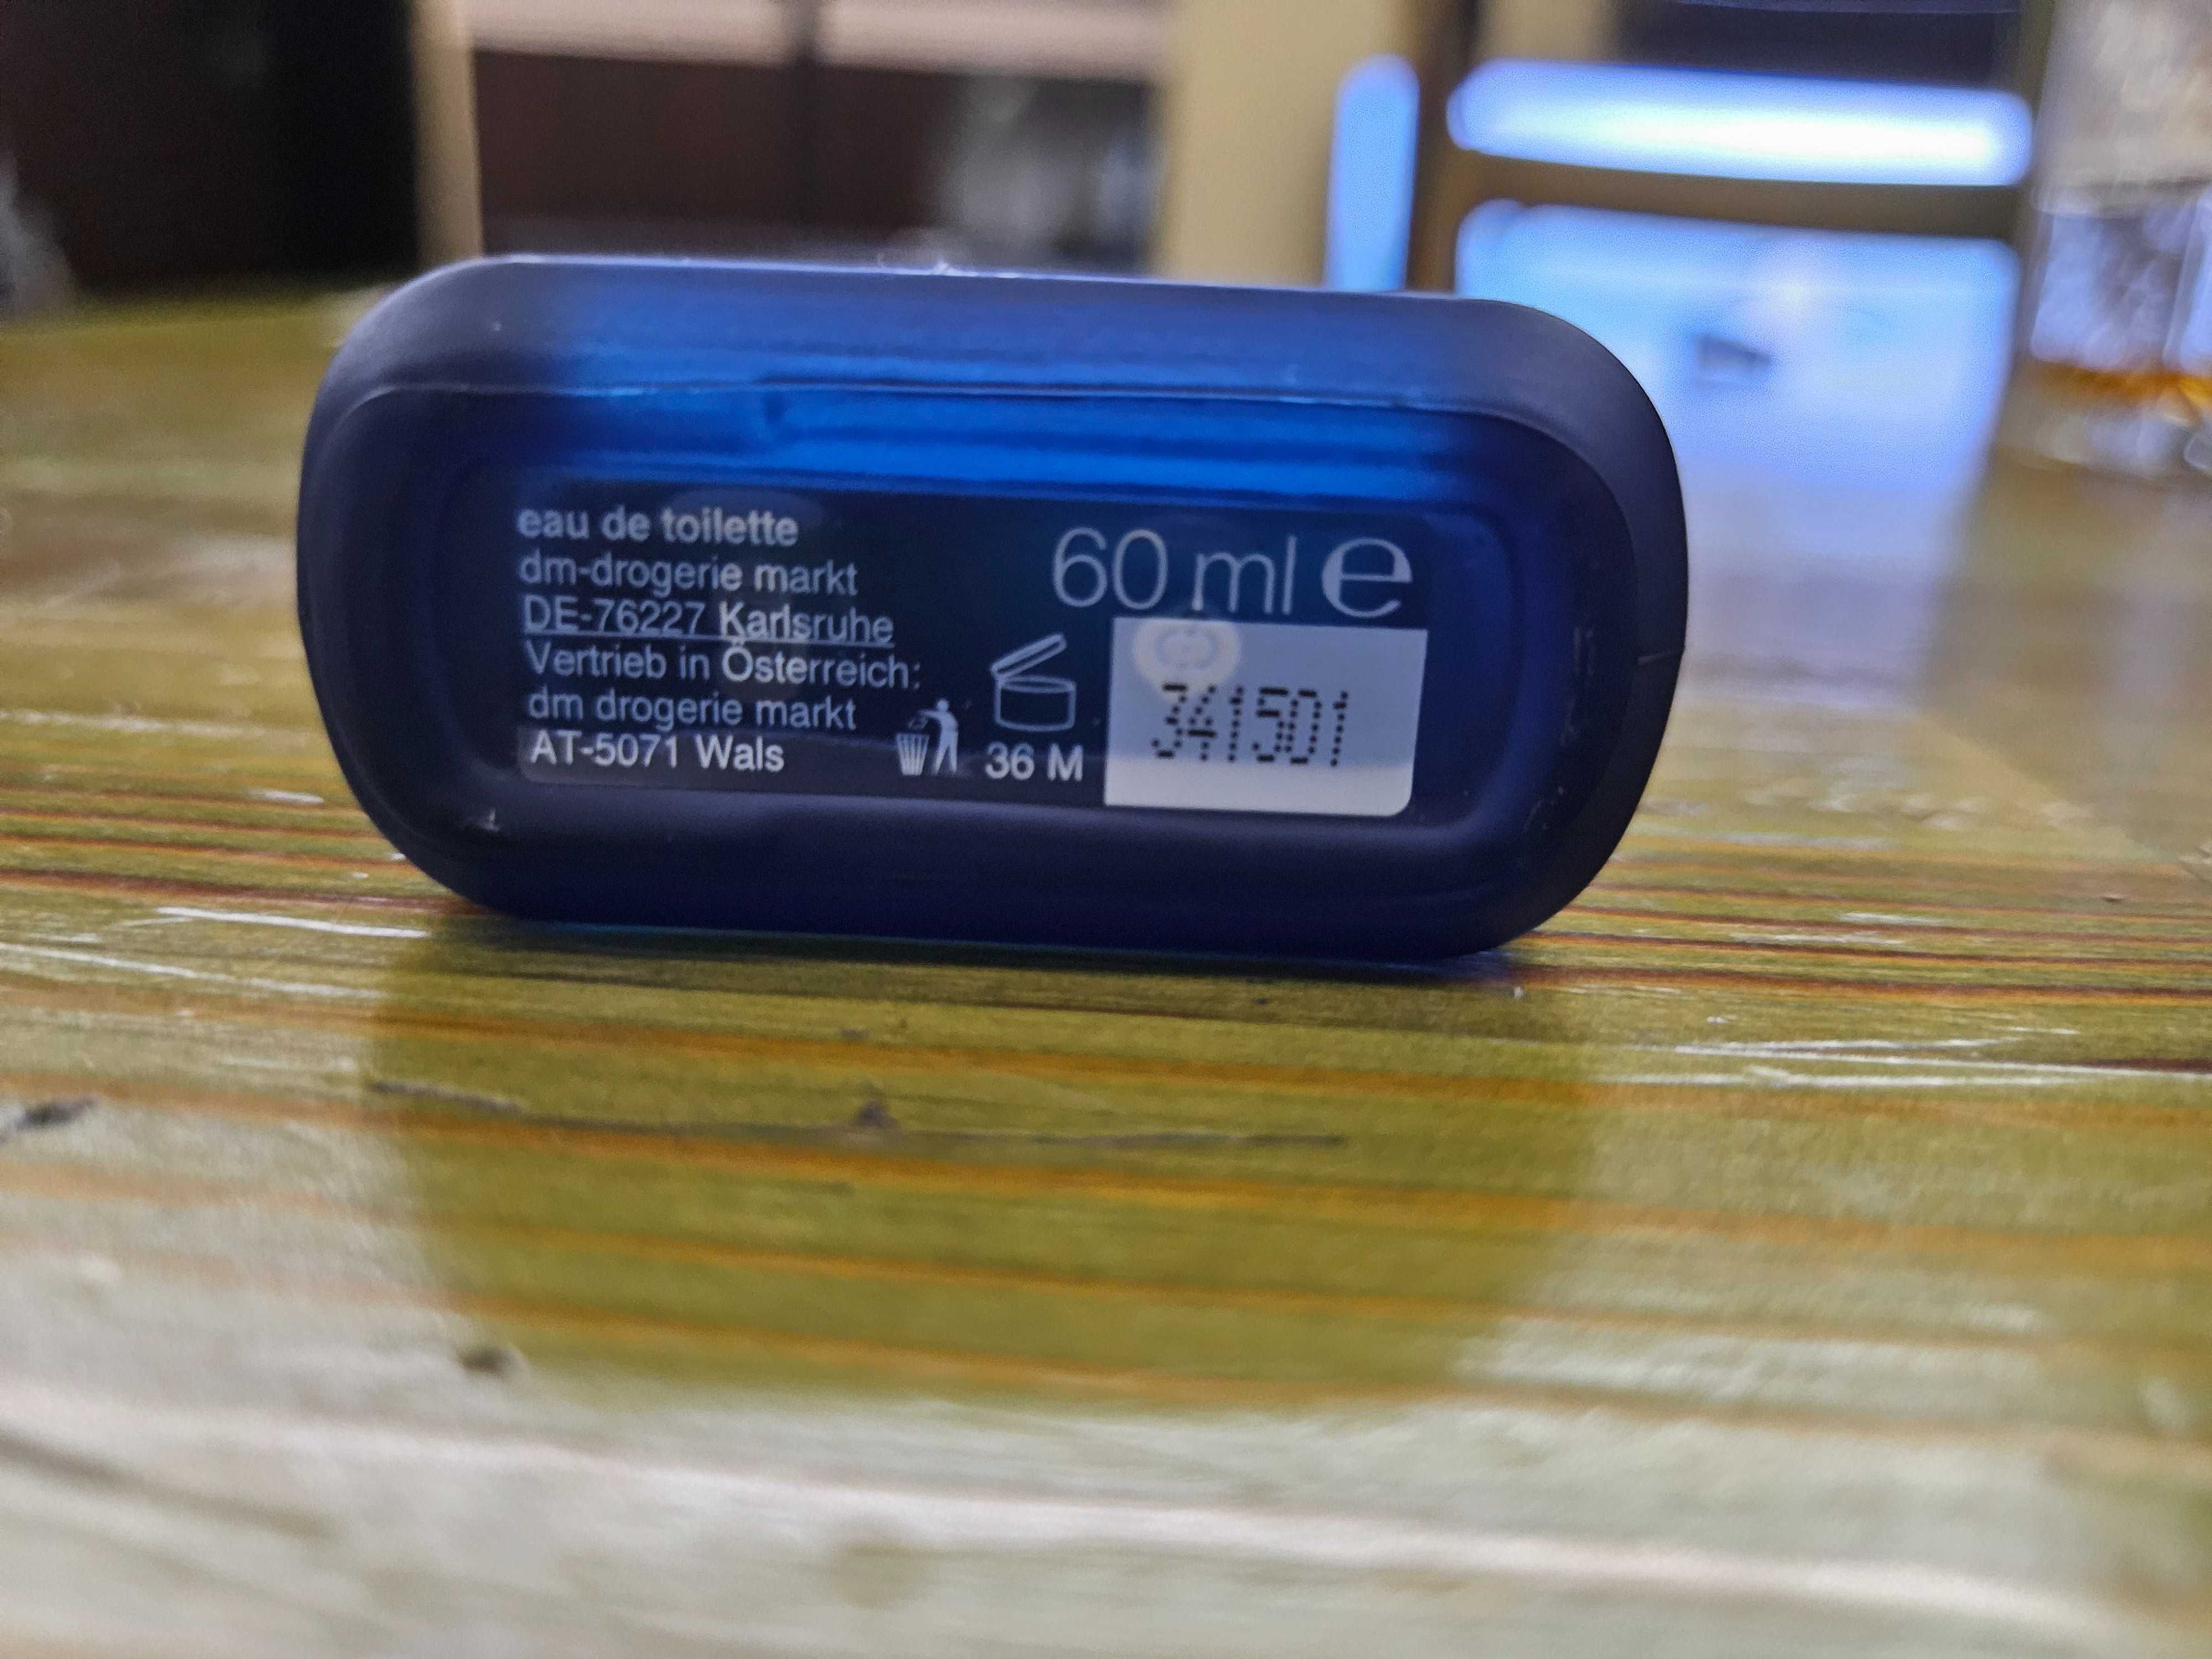 eau de toilette
dm-drogerie markt
DE-76227 Karlsruhe
Vertrieb in Österreich:
dm drogerie markt
AT-5071 Wals
36 M
60 ml e
341501